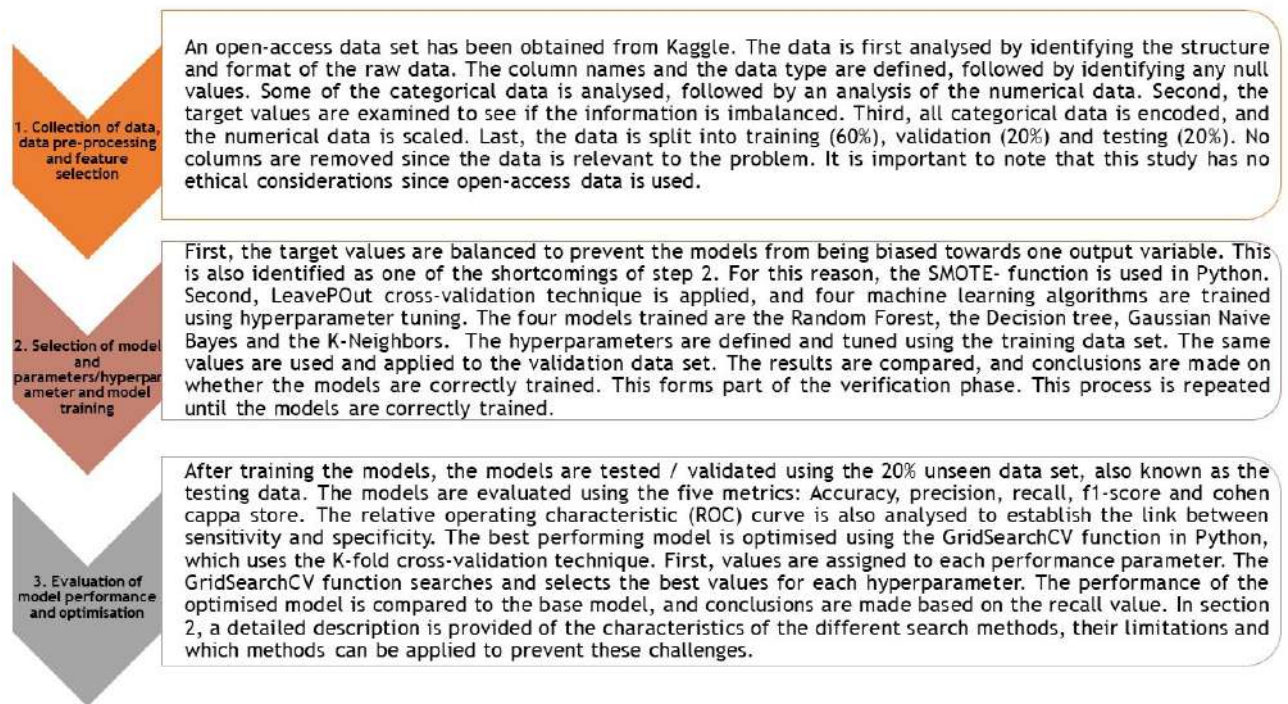 1. Collection of data,
data pre-processing
and feature
selection
An open-access data set has been obtained from Kaggle. The data is first analysed by identifying the structure
and format of the raw data. The column names and the data type are defined, followed by identifying any null
values. Some of the categorical data is analysed, followed by an analysis of the numerical data. Second, the
target values are examined to see if the information is imbalanced. Third, all categorical data is encoded, and
the numerical data is scaled. Last, the data is split into training (60%), validation (20%) and testing (20%). No
columns are removed since the data is relevant to the problem. It is important to note that this study has no
ethical considerations since open-access data is used.
2. Selection of model
and
parameters/hyperpar
ameter and model
training
First, the target values are balanced to prevent the models from being biased towards one output variable. This
is also identified as one of the shortcomings of step 2. For this reason, the SMOTE- function is used in Python.
Second, LeavePOut cross-validation technique is applied, and four machine learning algorithms are trained
using hyperparameter tuning. The four models trained are the Random Forest, the Decision tree, Gaussian Naive
Bayes and the K-Neighbors. The hyperparameters are defined and tuned using the training data set. The same
values are used and applied to the validation data set. The results are compared, and conclusions are made on
whether the models are correctly trained. This forms part of the verification phase. This process is repeated
until the models are correctly trained.
3. Evaluation of
model performance
and optimisation
After training the models, the models are tested / validated using the 20% unseen data set, also known as the
testing data. The models are evaluated using the five metrics: Accuracy, precision, recall, f1-score and cohen
cappa store. The relative operating characteristic (ROC) curve is also analysed to establish the link between
sensitivity and specificity. The best performing model is optimised using the GridSearchCV function in Python,
which uses the K-fold cross-validation technique. First, values are assigned to each performance parameter. The
GridSearchCV function searches and selects the best values for each hyperparameter. The performance of the
optimised model is compared to the base model, and conclusions are made based on the recall value. In section
2, a detailed description is provided of the characteristics of the different search methods, their limitations and
which methods can be applied to prevent these challenges.